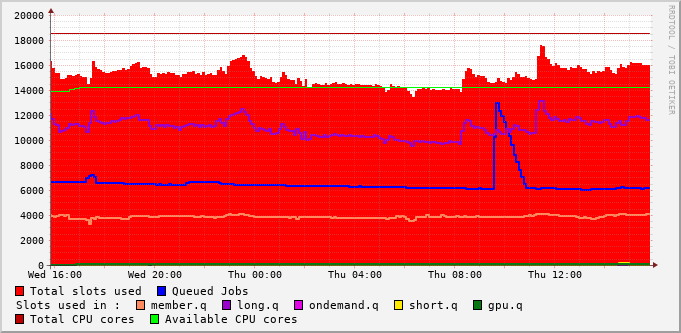 20000
18000
16000
14000
12000
10000
8000
6000
4000
2000
0
Wed 16:00 Wed 20:00 Thu 00:00 Thu 04:00 Thu 08:00 Thu 12:00
Total slots used Queued Jobs
Slots used in : member.q long.q ondemand.q short.q gpu.q
Total CPU cores Available CPU cores
RRDTOOL / TOBI OETIKER